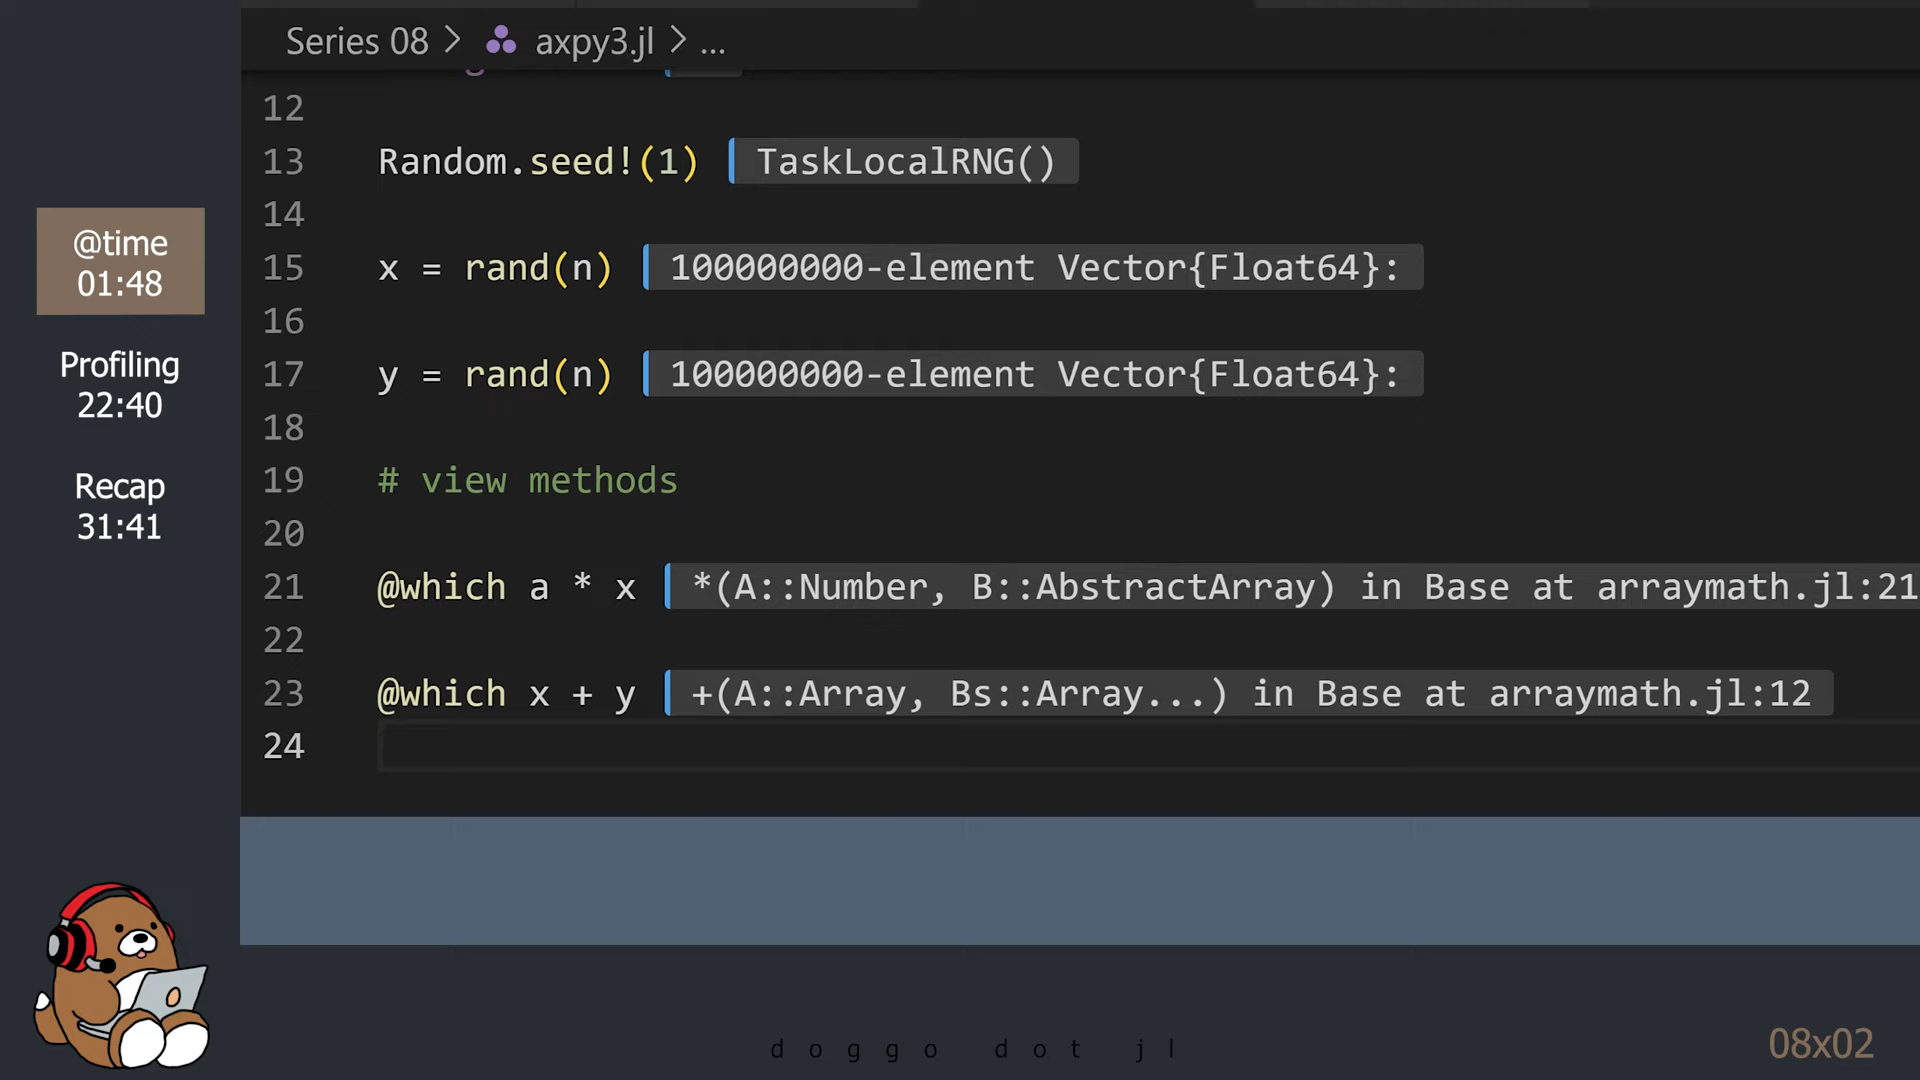 Series 08 > axpy3.jl > ...
12
13 Random.seed!(1) TaskLocalRNG()
14
15 x = rand(n) 100000000-element Vector{Float64}:
16
17 y = rand(n) 100000000-element Vector{Float64}:
18
19 # view methods
20
21 @which a * x *(A::Number, B::AbstractArray) in Base at arraymath.jl:21
22
23 @which x + y +(A::Array, Bs::Array...) in Base at arraymath.jl:12
24
@time
01:48
Profiling
22:40
Recap
31:41
doggo dot jl
08x02